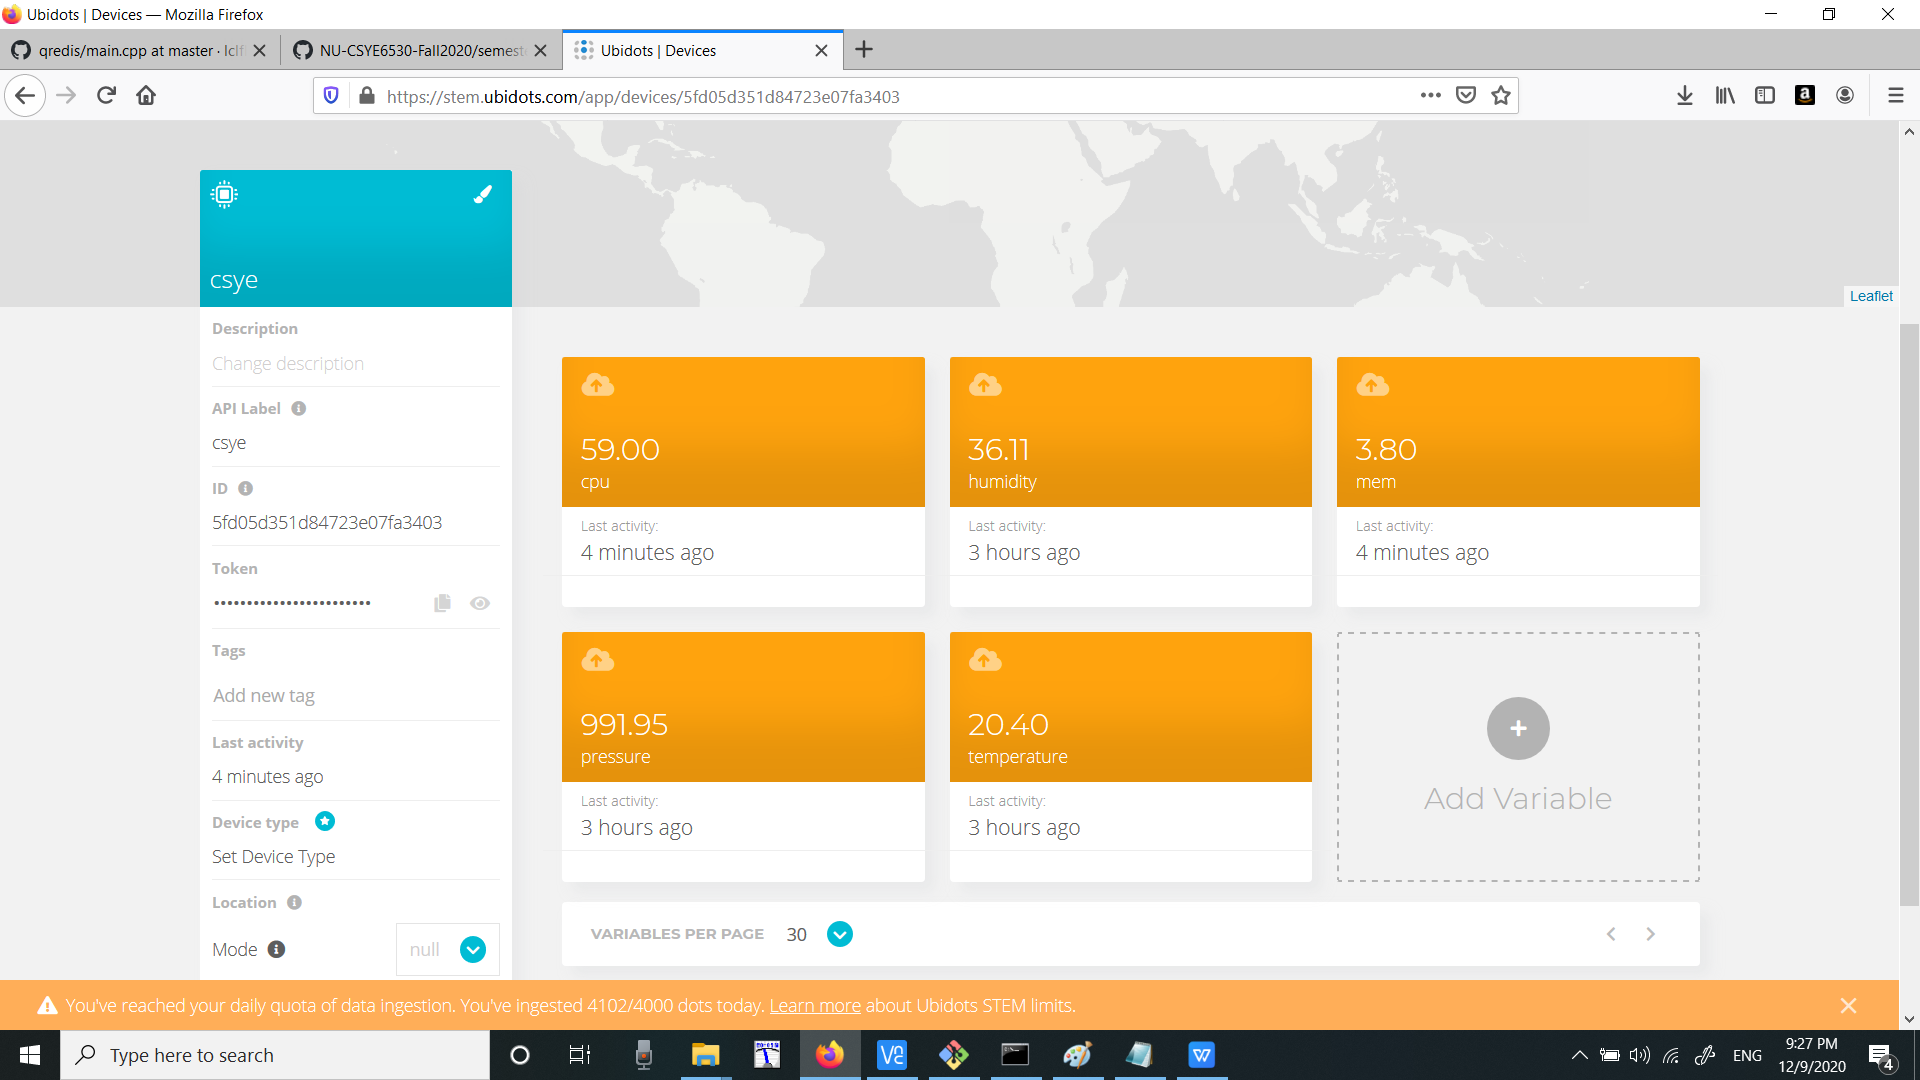 Ubidots | Devices — Mozilla Firefox
qredis/main.cpp at master · lclf
NU-CSYE6530-Fall2020/semest
Ubidots | Devices
https://stem.ubidots.com/app/devices/5fd05d351d84723e07fa3403
csye
Leaflet
Description
Change description
API Label
csye
ID
5fd05d351d84723e07fa3403
Token
Tags
Add new tag
Last activity
4 minutes ago
Device type
Set Device Type
Location
Mode
null
59.00
cpu
Last activity:
4 minutes ago
36.11
humidity
Last activity:
3 hours ago
3.80
mem
Last activity:
4 minutes ago
991.95
pressure
Last activity:
3 hours ago
20.40
temperature
Last activity:
3 hours ago
Add Variable
VARIABLES PER PAGE 30
You've reached your daily quota of data ingestion. You've ingested 4102/4000 dots today. Learn more about Ubidots STEM limits.
Type here to search
ENG
9:27 PM
12/9/2020
4